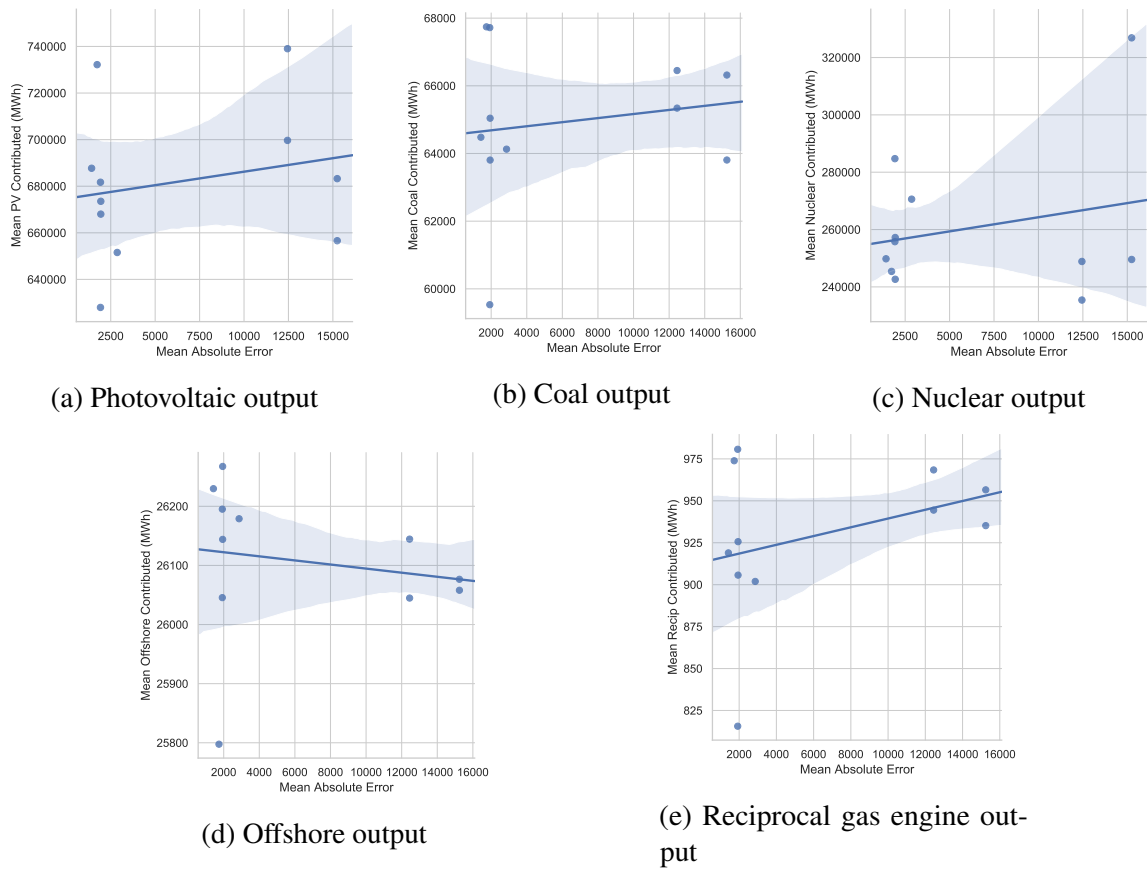 740000
720000
700000
680000
660000
640000
Mean PV Contributed (MWh)
2500 5000 7500 10000 12500 15000
Mean Absolute Error
(a) Photovoltaic output
68000
66000
64000
62000
60000
Mean Coal Contributed (MWh)
2000 4000 6000 8000 10000 12000 14000 16000
Mean Absolute Error
(b) Coal output
320000
300000
280000
260000
240000
Mean Nuclear Contributed (MWh)
2500 5000 7500 10000 12500 15000
Mean Absolute Error
(c) Nuclear output
26200
26100
26000
25900
25800
Mean Offshore Contributed (MWh)
2000 4000 6000 8000 10000 12000 14000 16000
Mean Absolute Error
(d) Offshore output
975
950
925
900
875
850
825
Mean Recip Contributed (MWh)
2000 4000 6000 8000 10000 12000 14000 16000
Mean Absolute Error
(e) Reciprocal gas engine out-
put